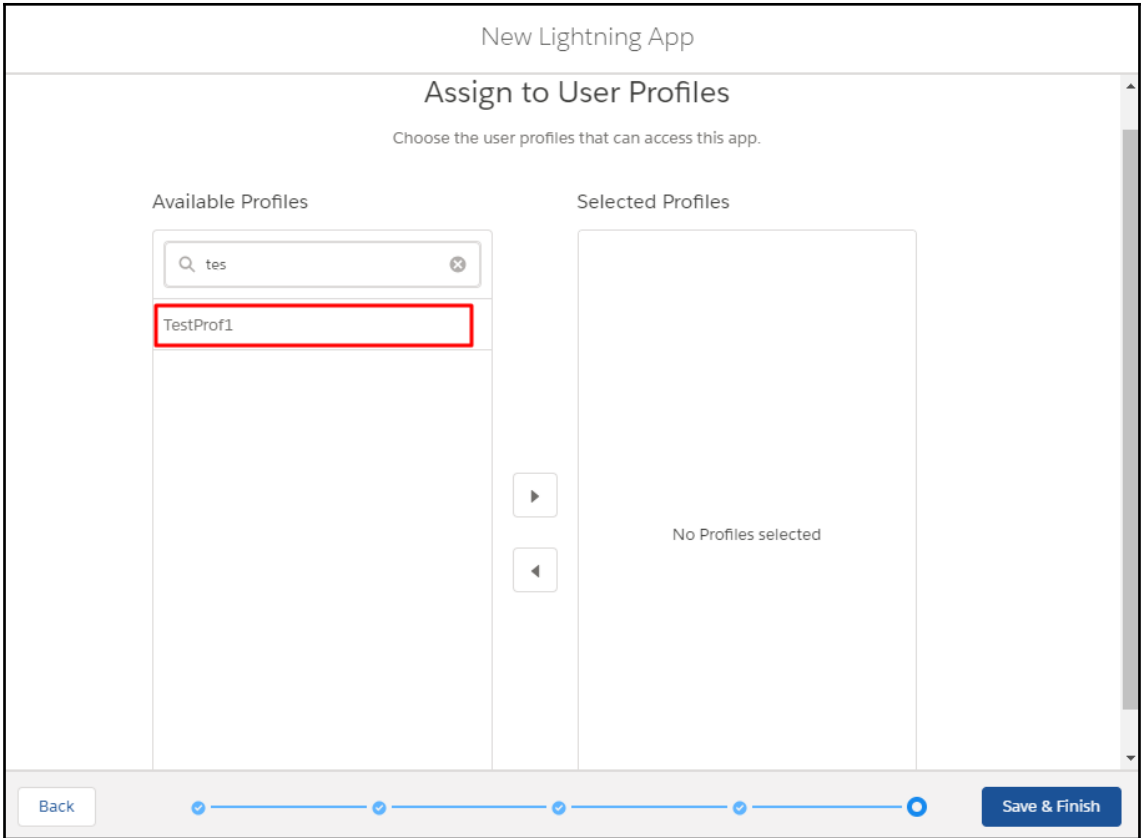 New Lightning App
Assign to User Profiles
Choose the user profiles that can access this app.
Available Profiles
Selected Profiles
tes
TestProf1
No Profiles selected
Back
Save & Finish